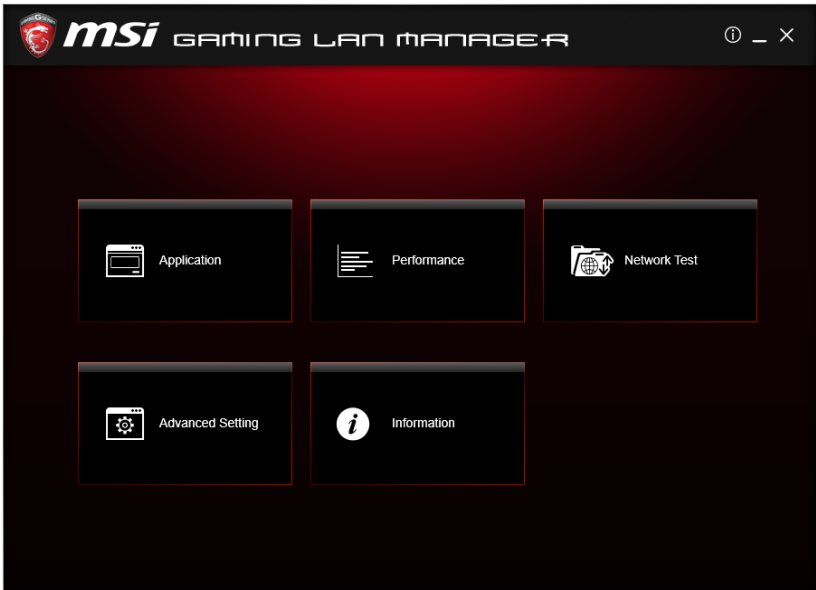 msi GAMING LAN MANAGER
Application
Performance
Network Test
Advanced Setting
Information